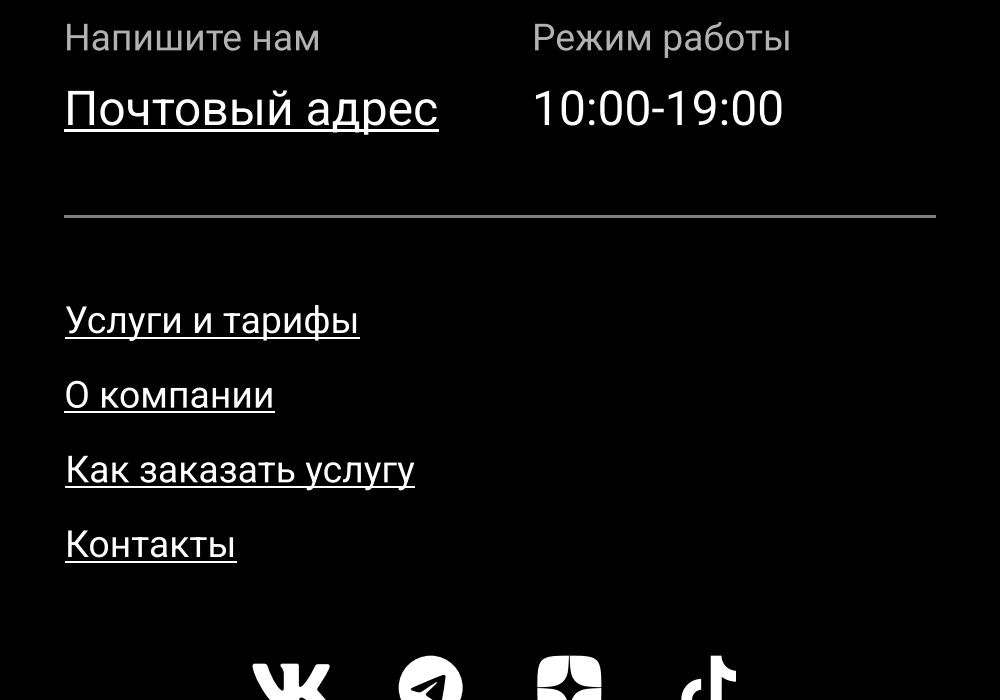 Напишите нам
Почтовый адрес
Режим работы
10:00-19:00
Услуги и тарифы
О компании
Как заказать услугу
Контакты